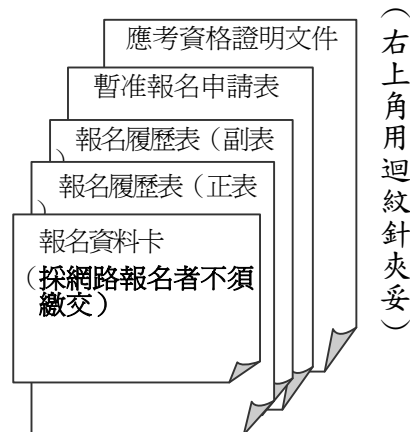 應考資格證明文件
暫准報名申請表
報名履歷表（副表
）
報名履歷表（正表
）
報名資料卡
（採網路報名者不須
繳交）
（右上角用迴紋針夾妥）